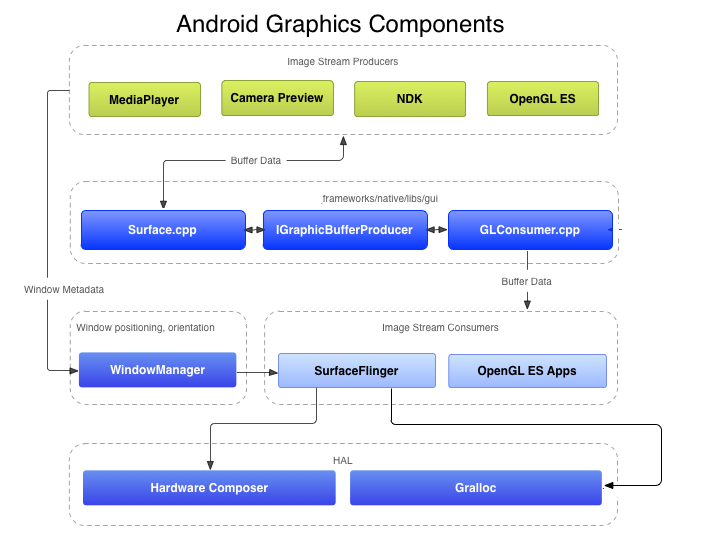 Android Graphics Components
Image Stream Producers
MediaPlayer
Camera Preview
NDK
OpenGL ES
Buffer Data
frameworks/native/libs/gui
Surface.cpp
IGraphicBufferProducer
GLConsumer.cpp
Buffer Data
Window Metadata
Window positioning, orientation
Image Stream Consumers
WindowManager
SurfaceFlinger
OpenGL ES Apps
HAL
Hardware Composer
Gralloc